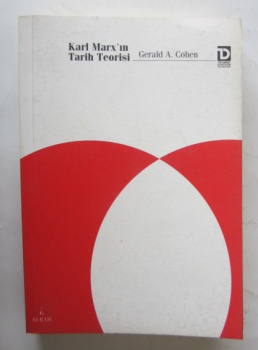 Karl Marx'ın
Tarih Teorisi
Gerald A. Cohen